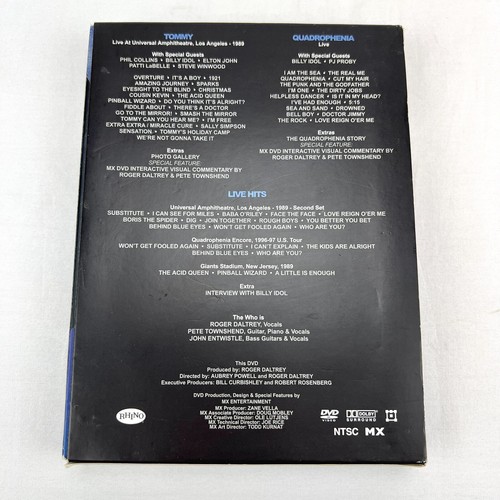 TOMMY
Live At Universal Amphitheatre, Los Angeles - 1989
With Special Guests
PHIL COLLINS • BILLY IDOL • ELTON JOHN
PATTI LaBELLE • STEVE WINWOOD
OVERTURE • IT'S A BOY • 1921
AMAZING JOURNEY • SPARKS
EYESIGHT TO THE BLIND • CHRISTMAS
COUSIN KEVIN • THE ACID QUEEN
PINBALL WIZARD • DO YOU THINK IT'S ALRIGHT?
FIDDLE ABOUT • THERE'S A DOCTOR
GO TO THE MIRROR! • SMASH THE MIRROR
TOMMY CAN YOU HEAR ME? • I'M FREE
EXTRA EXTRA / MIRACLE CURE • SALLY SIMPSON
SENSATION • TOMMY'S HOLIDAY CAMP
WE'RE NOT GONNA TAKE IT
Extras
PHOTO GALLERY
SPECIAL FEATURE:
MX DVD INTERACTIVE VISUAL COMMENTARY BY
ROGER DALTREY & PETE TOWNSHEND
QUADROPHENIA
Live
With Special Guests
BILLY IDOL • PJ PROBY
I AM THE SEA • THE REAL ME
QUADROPHENIA • CUT MY HAIR
THE PUNK AND THE GODFATHER
I'M ONE • THE DIRTY JOBS
HELPLESS DANCER • IS IT IN MY HEAD?
I'VE HAD ENOUGH • 5:15
SEA AND SAND • DROWNED
BELL BOY • DOCTOR JIMMY
THE ROCK • LOVE REIGN O'ER ME
Extras
THE QUADROPHENIA STORY
SPECIAL FEATURE:
MX DVD INTERACTIVE VISUAL COMMENTARY BY
ROGER DALTREY & PETE TOWNSHEND
LIVE HITS
Universal Amphitheatre, Los Angeles - 1989 - Second Set
SUBSTITUTE • I CAN SEE FOR MILES • BABA O'RILEY • FACE THE FACE • LOVE REIGN O'ER ME
BORIS THE SPIDER • DIG • JOIN TOGETHER • ROUGH BOYS • YOU BETTER YOU BET
BEHIND BLUE EYES • WON'T GET FOOLED AGAIN • WHO ARE YOU?
Quadrophenia Encore, 1996-97 U.S. Tour
WON'T GET FOOLED AGAIN • SUBSTITUTE • I CAN'T EXPLAIN • THE KIDS ARE ALRIGHT
BEHIND BLUE EYES • WHO ARE YOU?
Giants Stadium, New Jersey, 1989
THE ACID QUEEN • PINBALL WIZARD • A LITTLE IS ENOUGH
Extra
INTERVIEW WITH BILLY IDOL
The Who is
ROGER DALTREY, Vocals
PETE TOWNSHEND, Guitar, Piano & Vocals
JOHN ENTWISTLE, Bass Guitars & Vocals
This DVD
Produced by: ROGER DALTREY
Directed by: AUBREY POWELL and ROGER DALTREY
Executive Producers: BILL CURBISHLEY and ROBERT ROSENBERG
DVD Production, Design & Special Features by
MX ENTERTAINMENT
MX Producer: ZANE VELLA
MX Associate Producer: DOUG MOBLEY
MX Creative Director: OLE LUTJENS
MX Technical Director: JOE RICE
MX Art Director: TODD KURNAT
RHINO
DVD
VIDEO
DOLBY
SURROUND
NTSC MX